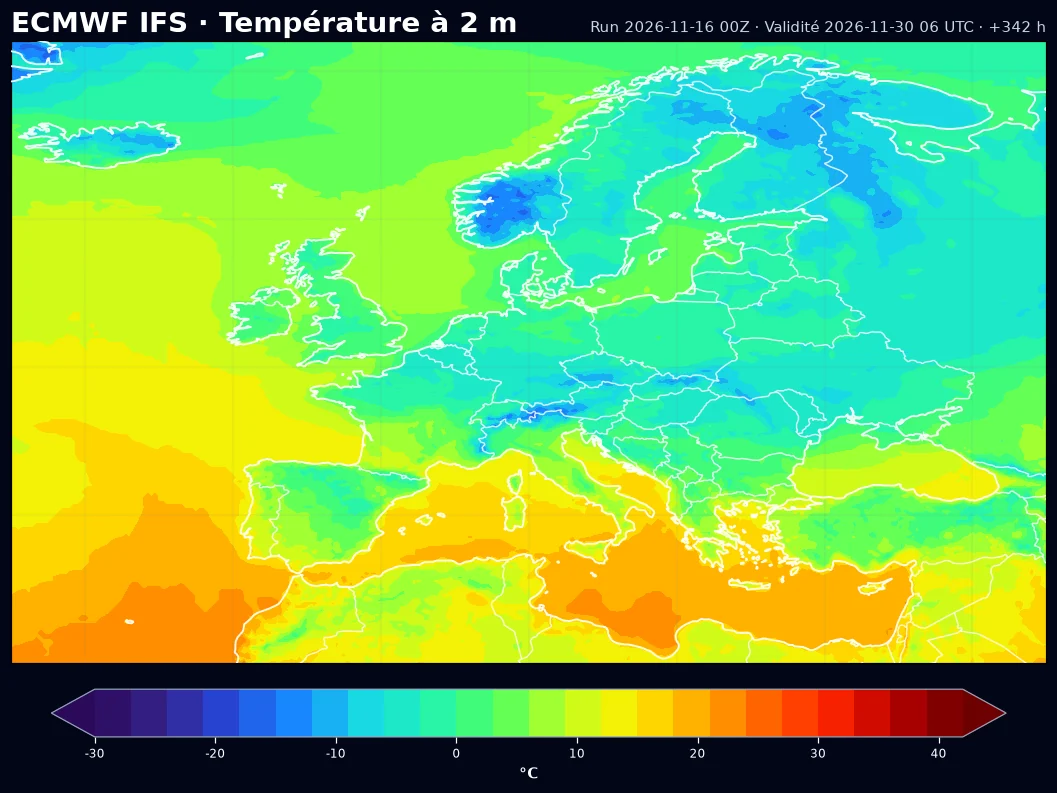 ECMWF IFS · Température à 2 m
Run 2026-11-16 00Z · Validité 2026-11-30 06 UTC · +342 h
-30 -20 -10 0 10 20 30 40
°C